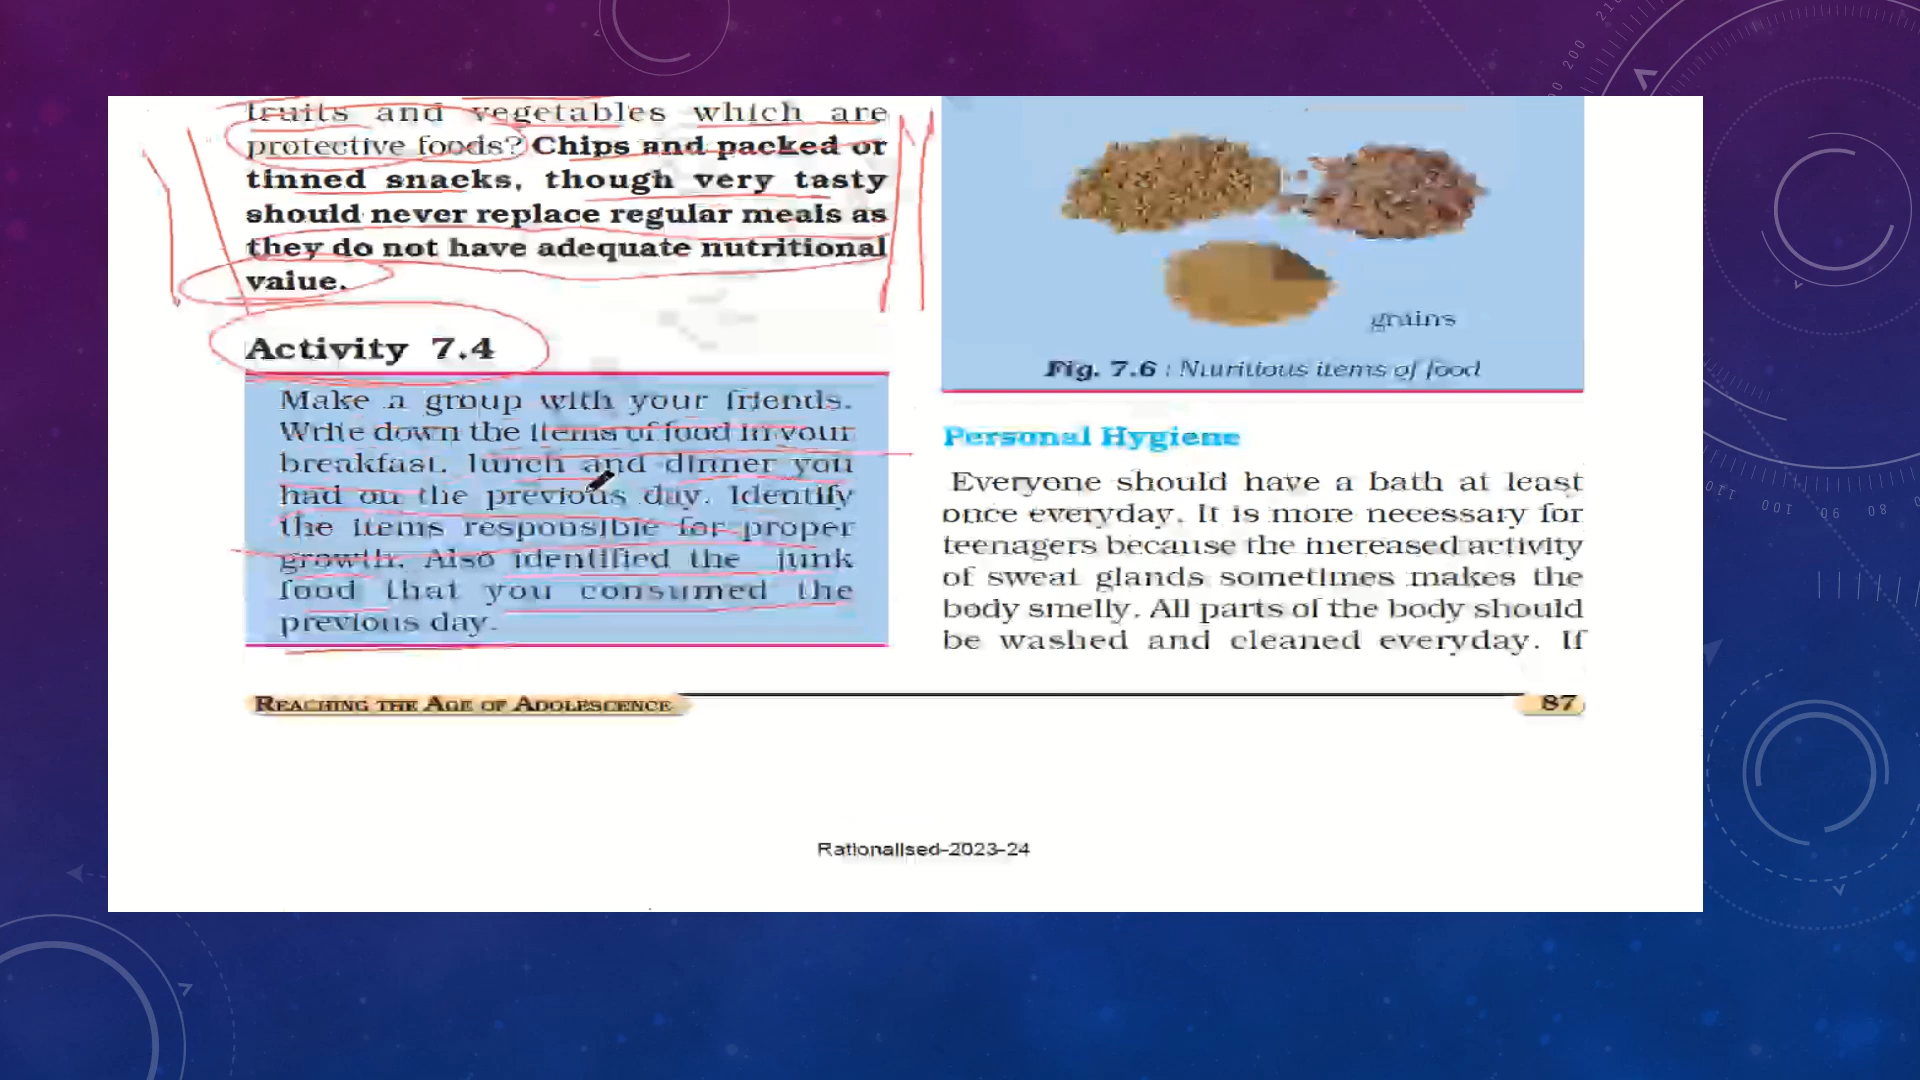 fruits and vegetables which are
protective foods? Chips and packed or
tinned snacks, though very tasty
should never replace regular meals as
they do not have adequate nutritional
value.
Activity 7.4
Make a group with your friends.
Write down the items of food in your
breakfast, lunch and dinner you
had on the previous day. Identify
the items responsible for proper
growth. Also identified the junk
food that you consumed the
previous day.
grains
Fig. 7.6 : Nutritious items of food
Personal Hygiene
Everyone should have a bath at least
once everyday. It is more necessary for
teenagers because the increased activity
of sweat glands sometimes makes the
body smelly. All parts of the body should
be washed and cleaned everyday. If
REACHING THE AGE OF ADOLESCENCE
87
Rationalised-2023-24